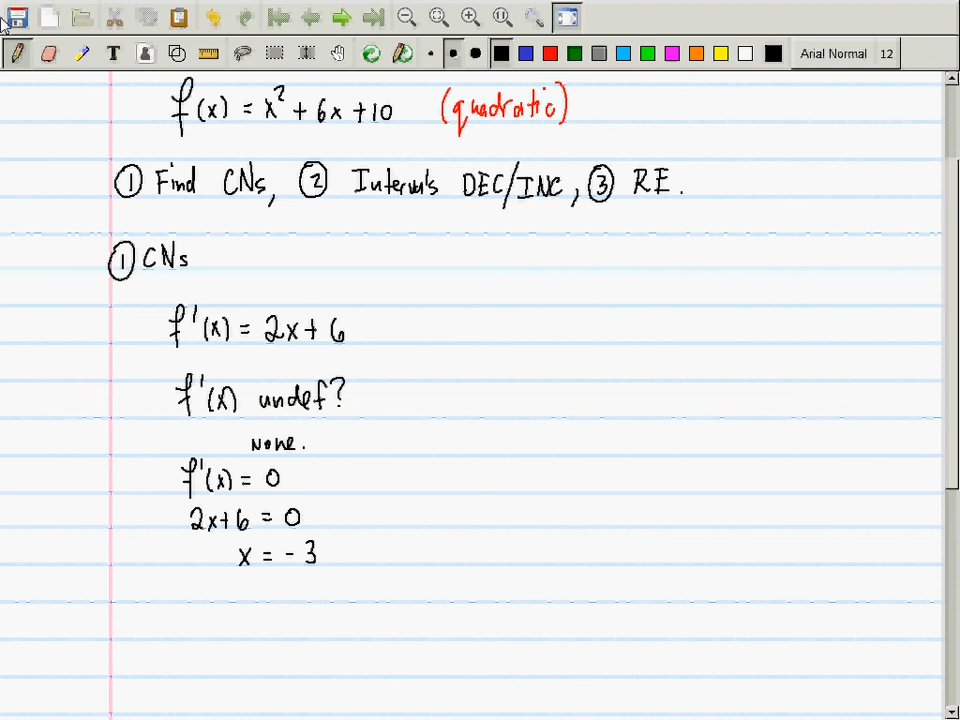 T Arial Normal 12
f(x) = x² + 6x + 10 (quadratic)
① Find CNs, ② Intervals DEC/INC, ③ RE.
① CNs
f'(x) = 2x + 6
f'(x) undef?
None.
f'(x) = 0
2x+6 = 0
x = -3